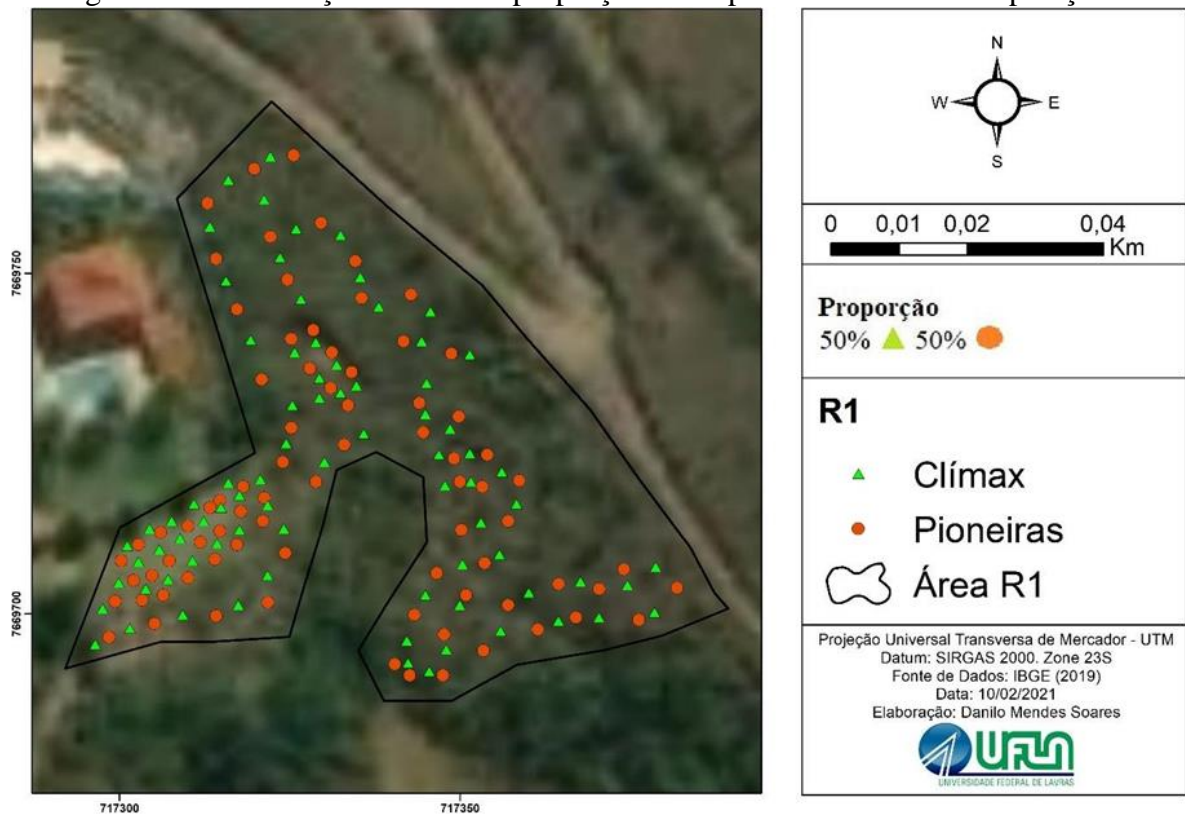 N
W E
S
0 0,01 0,02 0,04
Km
Proporção
50% 50%
R1
Clímax
Pioneiras
Área R1
Projeção Universal Transversa de Mercador - UTM
Datum: SIRGAS 2000. Zone 23S
Fonte de Dados: IBGE (2019)
Data: 10/02/2021
Elaboração: Danilo Mendes Soares
UFLA
UNIVERSIDADE FEDERAL DE LAVRAS
7669750
7669700
717300 717350